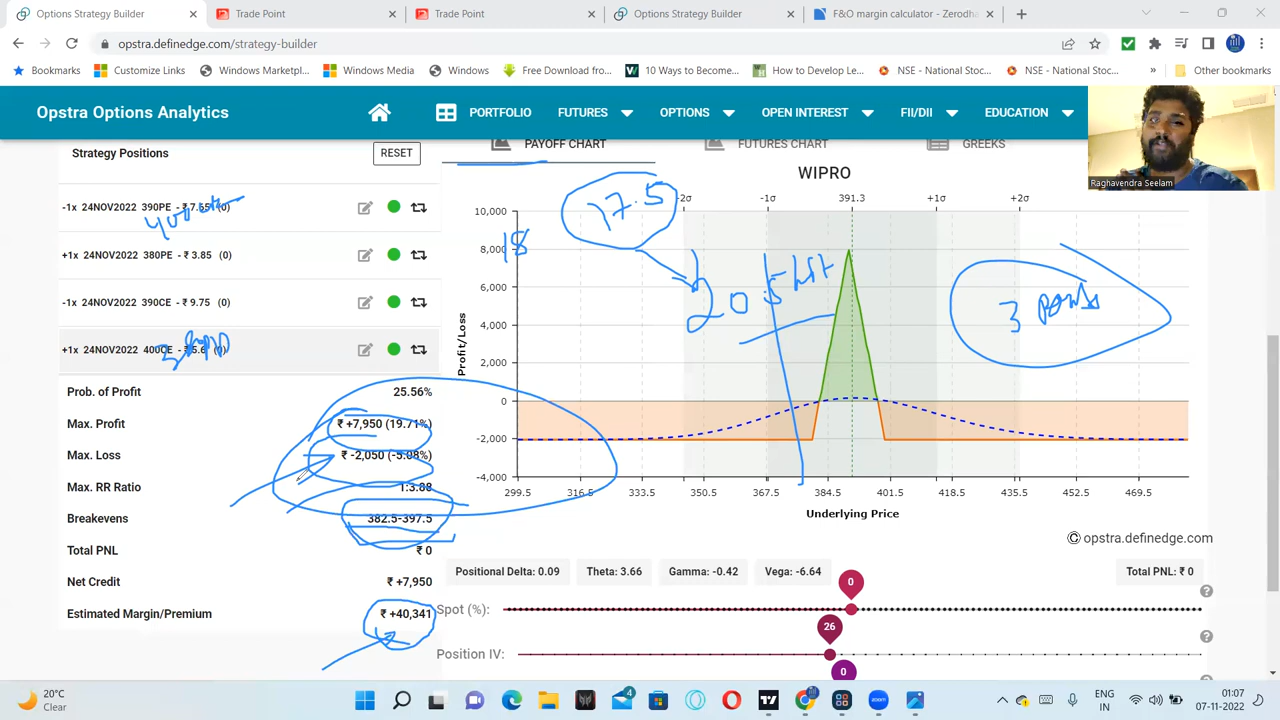 Options Strategy Builder
Trade Point
Trade Point
Options Strategy Builder
F&O margin calculator - Zerodha
opstra.definedge.com/strategy-builder
Bookmarks
Customize Links
Windows Marketpl...
Windows Media
Windows
Free Download fro...
10 Ways to Become...
How to Develop Le...
NSE - National Stoc...
NSE - National Stoc...
»
Other bookmarks
Opstra Options Analytics
PORTFOLIO
FUTURES
OPTIONS
OPEN INTEREST
FII/DII
EDUCATION
Raghavendra Seelam
Strategy Positions
RESET
PAYOFF CHART
FUTURES CHART
GREEKS
-1x 24NOV2022 390PE - ₹ 7.55 (0)
+1x 24NOV2022 380PE - ₹ 3.85 (0)
-1x 24NOV2022 390CE - ₹ 9.75 (0)
+1x 24NOV2022 400CE - ₹ 5.6 (0)
Prob. of Profit 25.56%
Max. Profit ₹ +7,950 (19.71%)
Max. Loss ₹ -2,050 (-5.08%)
Max. RR Ratio 1:3.88
Breakevens 382.5-397.5
Total PNL ₹ 0
Net Credit ₹ +7,950
Estimated Margin/Premium ₹ +40,341
WIPRO
-2σ -1σ 391.3 +1σ +2σ
17.5
18
20
3 points
Profit/Loss
10,000
8,000
6,000
4,000
2,000
0
-2,000
-4,000
299.5 316.5 333.5 350.5 367.5 384.5 401.5 418.5 435.5 452.5 469.5
Underlying Price
© opstra.definedge.com
Positional Delta: 0.09
Theta: 3.66
Gamma: -0.42
Vega: -6.64
Total PNL: ₹ 0
Spot (%):
0
Position IV:
26
0
20°C
Clear
4
ENG
IN
01:07
07-11-2022